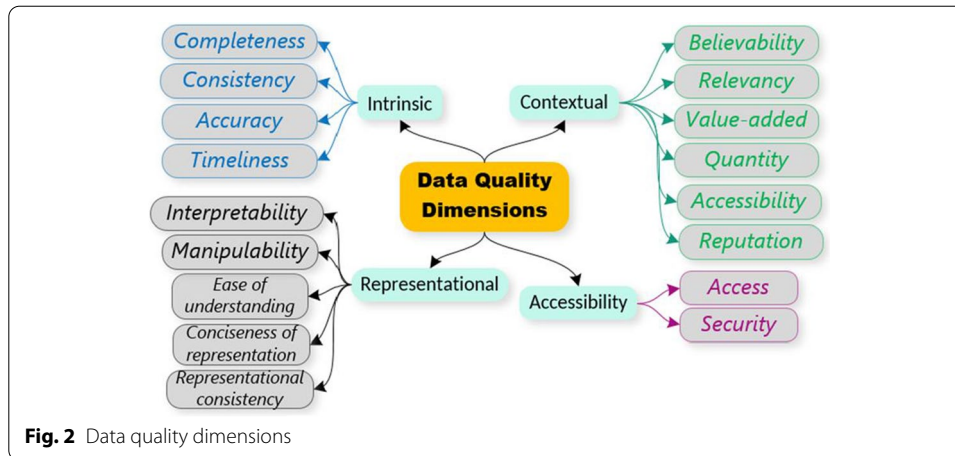 Completeness
Consistency
Accuracy
Timeliness
Intrinsic
Contextual
Believability
Relevancy
Value-added
Quantity
Accessibility
Reputation
Data Quality
Dimensions
Interpretability
Manipulability
Ease of
understanding
Conciseness of
representation
Representational
consistency
Representational
Accessibility
Access
Security
Fig. 2 Data quality dimensions